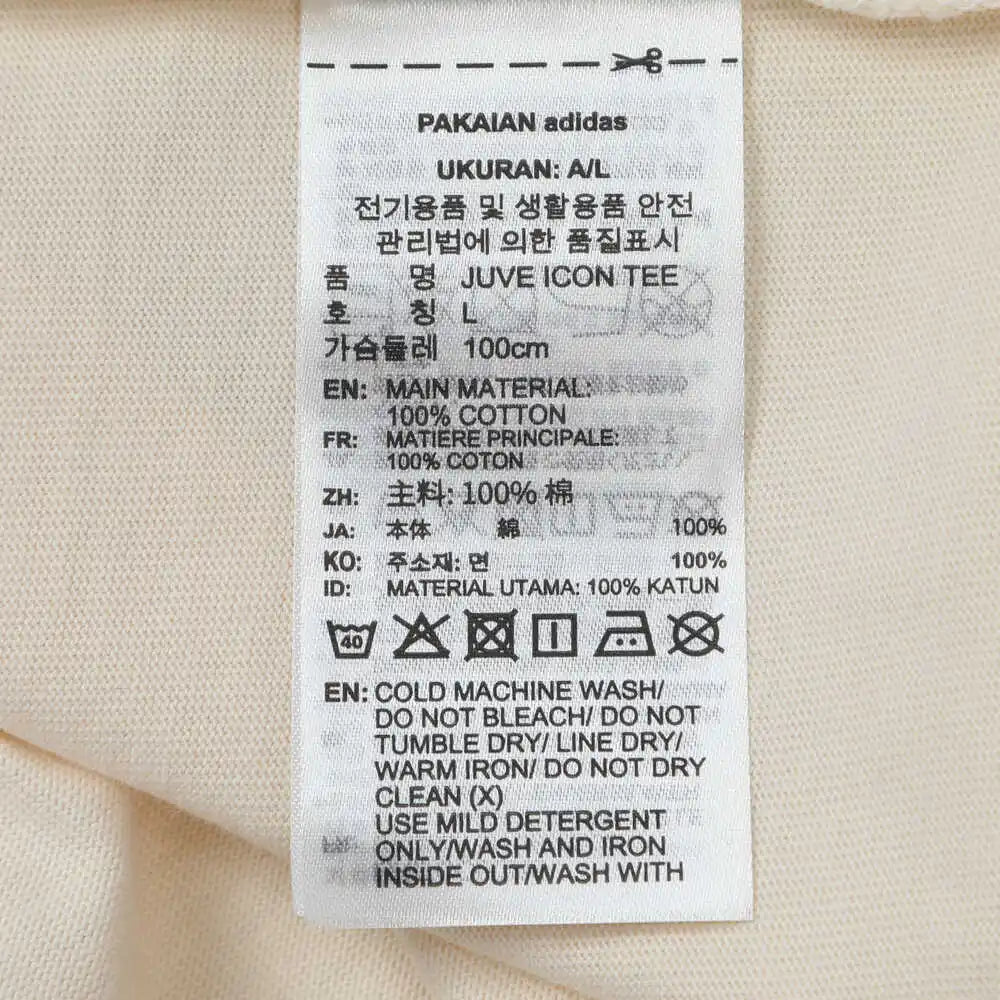 PAKAIAN adidas
UKURAN: A/L
전기용품 및 생활용품 안전
관리법에 의한 품질표시
품 명 JUVE ICON TEE
호 칭 L
가슴둘레 100cm
EN: MAIN MATERIAL:
100% COTTON
FR: MATIERE PRINCIPALE:
100% COTON
ZH: 主料: 100% 棉
JA: 本体 綿 100%
KO: 주소재: 면 100%
ID: MATERIAL UTAMA: 100% KATUN
40
EN: COLD MACHINE WASH/
DO NOT BLEACH/ DO NOT
TUMBLE DRY/ LINE DRY/
WARM IRON/ DO NOT DRY
CLEAN (X)
USE MILD DETERGENT
ONLY/WASH AND IRON
INSIDE OUT/WASH WITH